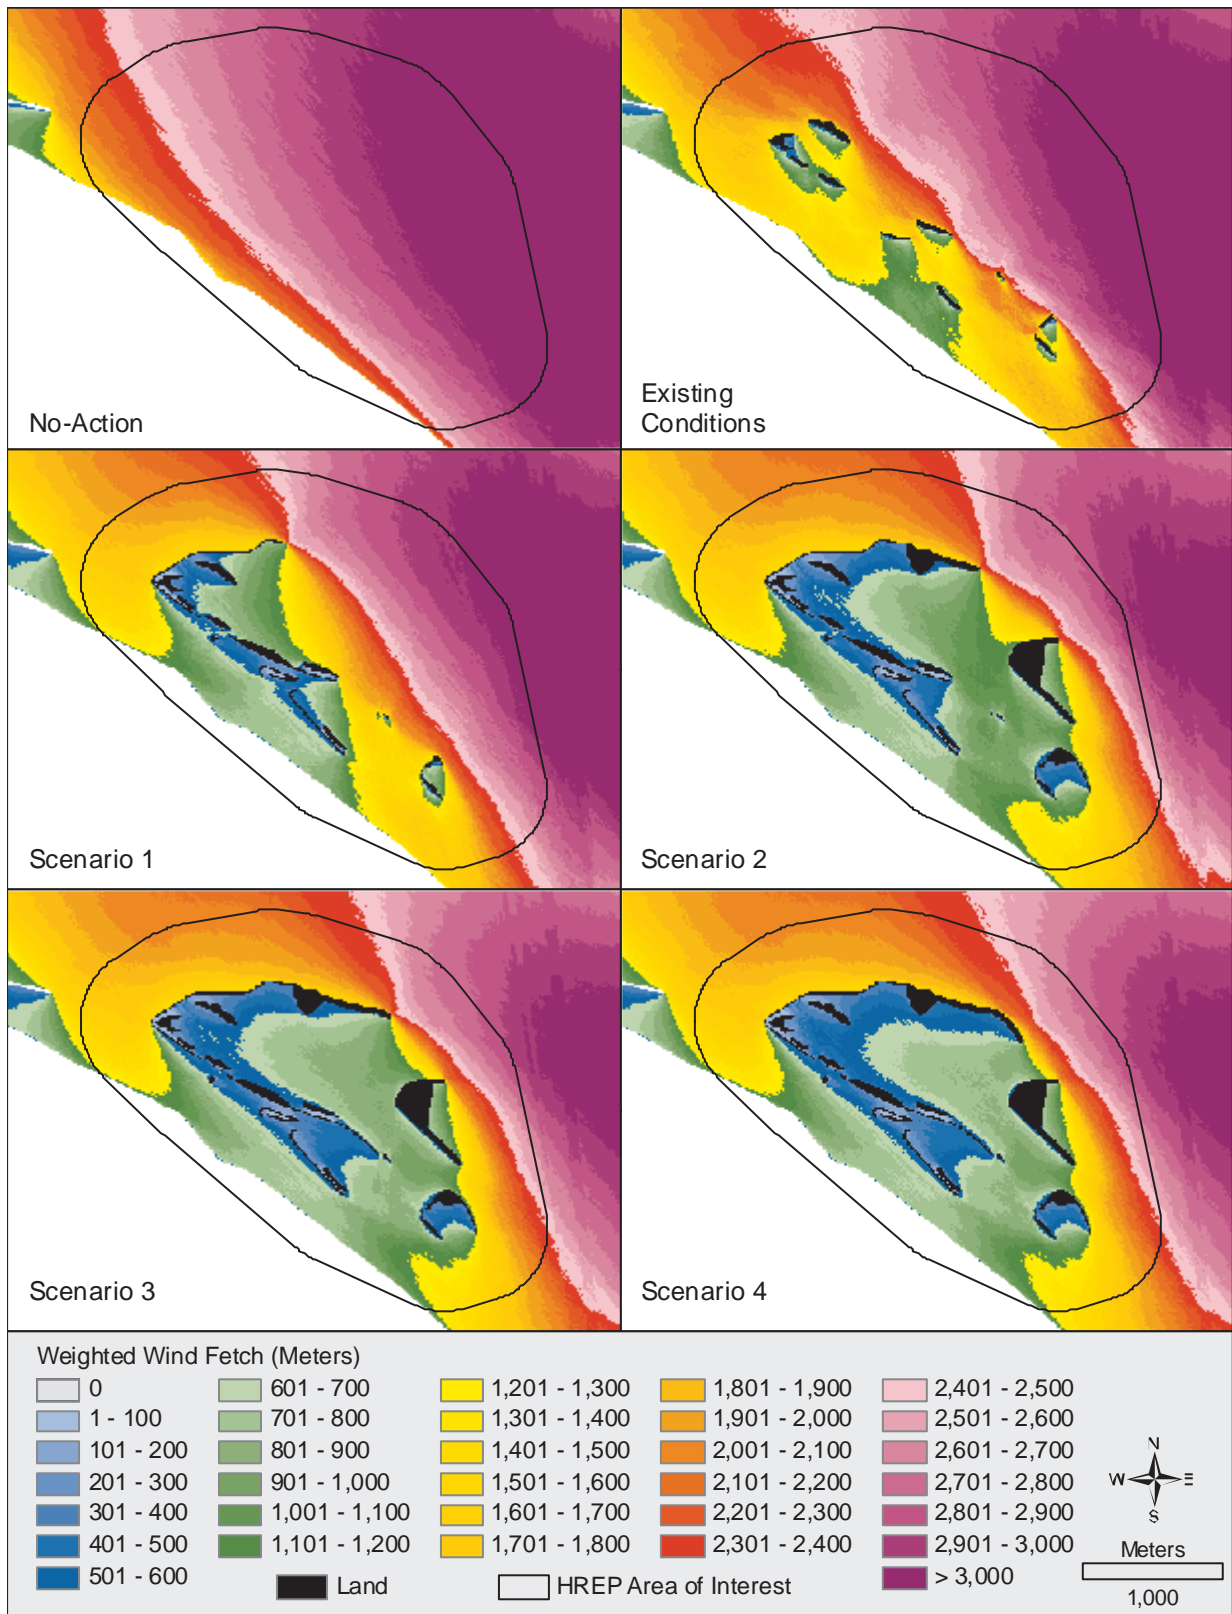 No-Action
Existing
Conditions
Scenario 1
Scenario 2
Scenario 3
Scenario 4
Weighted Wind Fetch (Meters)
0
1 - 100
101 - 200
201 - 300
301 - 400
401 - 500
501 - 600
601 - 700
701 - 800
801 - 900
901 - 1,000
1,001 - 1,100
1,101 - 1,200
1,201 - 1,300
1,301 - 1,400
1,401 - 1,500
1,501 - 1,600
1,601 - 1,700
1,701 - 1,800
1,801 - 1,900
1,901 - 2,000
2,001 - 2,100
2,101 - 2,200
2,201 - 2,300
2,301 - 2,400
2,401 - 2,500
2,501 - 2,600
2,601 - 2,700
2,701 - 2,800
2,801 - 2,900
2,901 - 3,000
> 3,000
Land
HREP Area of Interest
N
W E
S
Meters
1,000